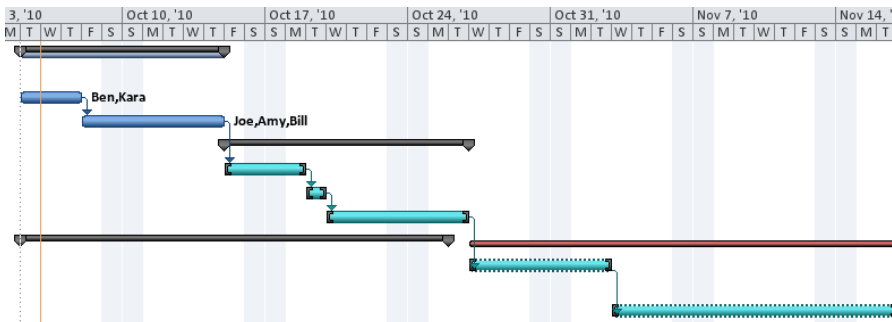 3, '10 Oct 10, '10 Oct 17, '10 Oct 24, '10 Oct 31, '10 Nov 7, '10 Nov 14, '
M T W T F S S M T W T F S S M T W T F S S M T W T F S S M T W T F S S M T W T F S S M T
Ben,Kara
Joe,Amy,Bill